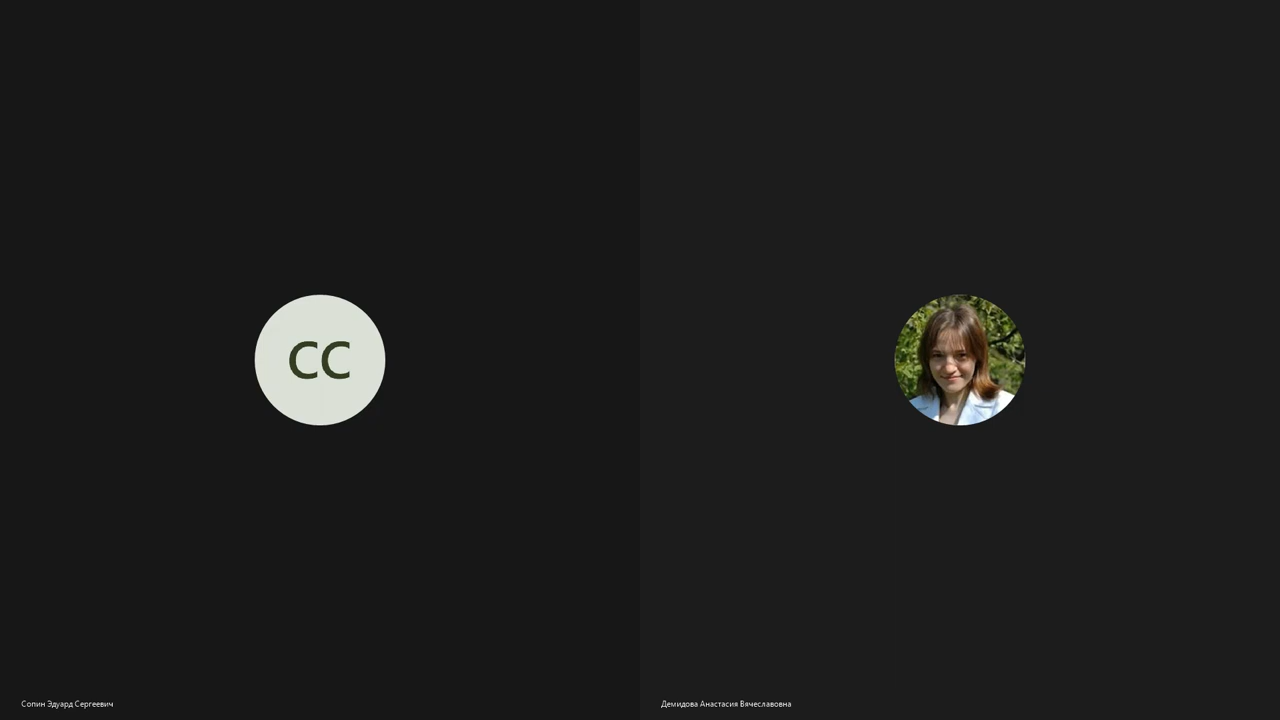 СС
Сопин Эдуард Сергеевич
Демидова Анастасия Вячеславовна